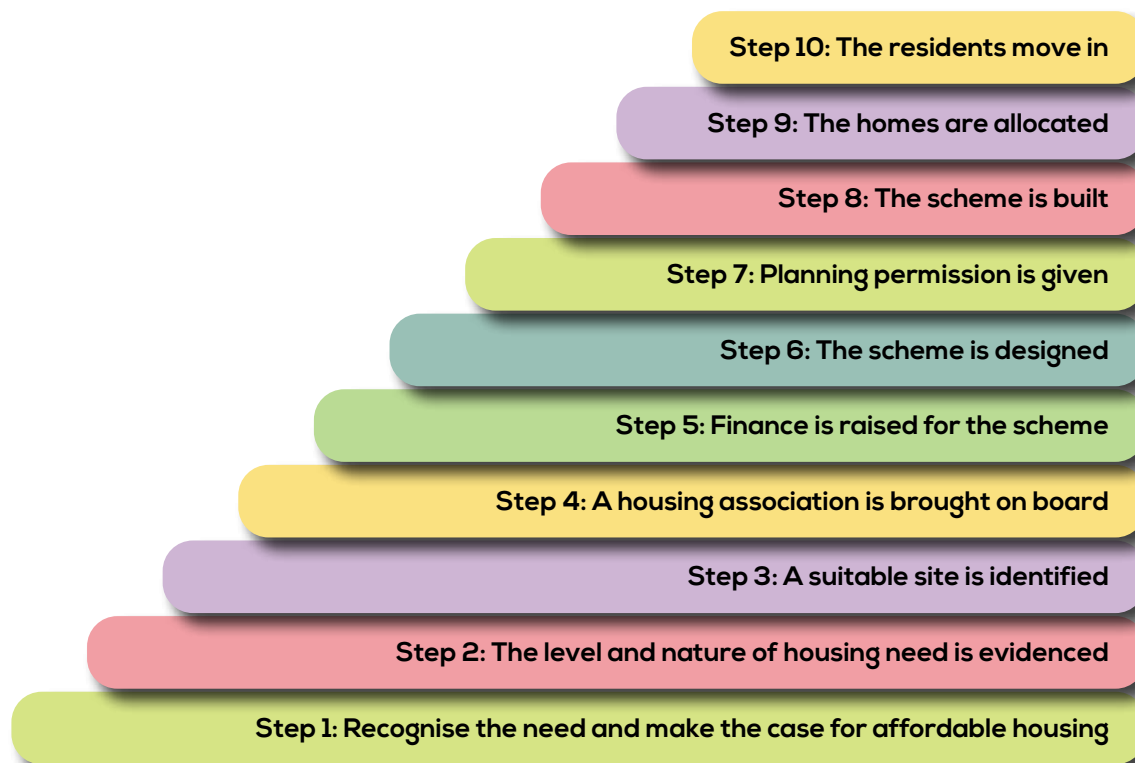 Step 10: The residents move in
Step 9: The homes are allocated
Step 8: The scheme is built
Step 7: Planning permission is given
Step 6: The scheme is designed
Step 5: Finance is raised for the scheme
Step 4: A housing association is brought on board
Step 3: A suitable site is identified
Step 2: The level and nature of housing need is evidenced
Step 1: Recognise the need and make the case for affordable housing